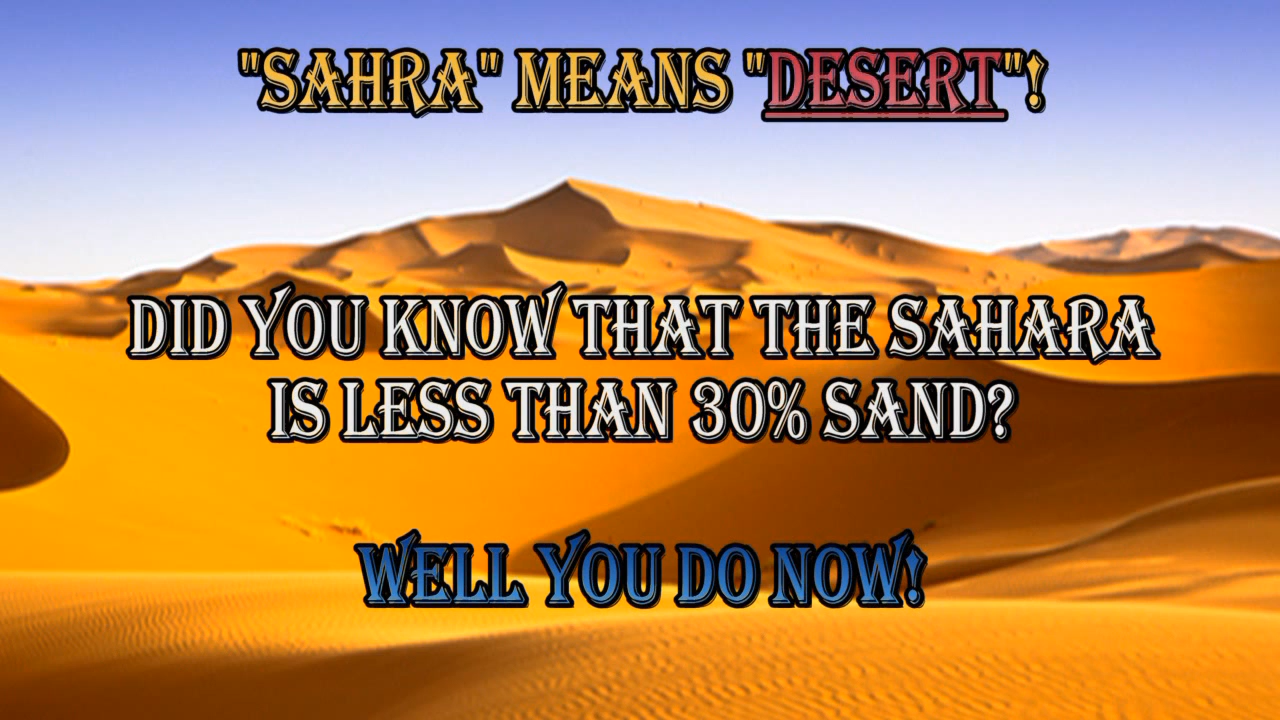 "SAHRA" MEANS "DESERT"!
DID YOU KNOW THAT THE SAHARA
IS LESS THAN 30% SAND?
WELL YOU DO NOW!